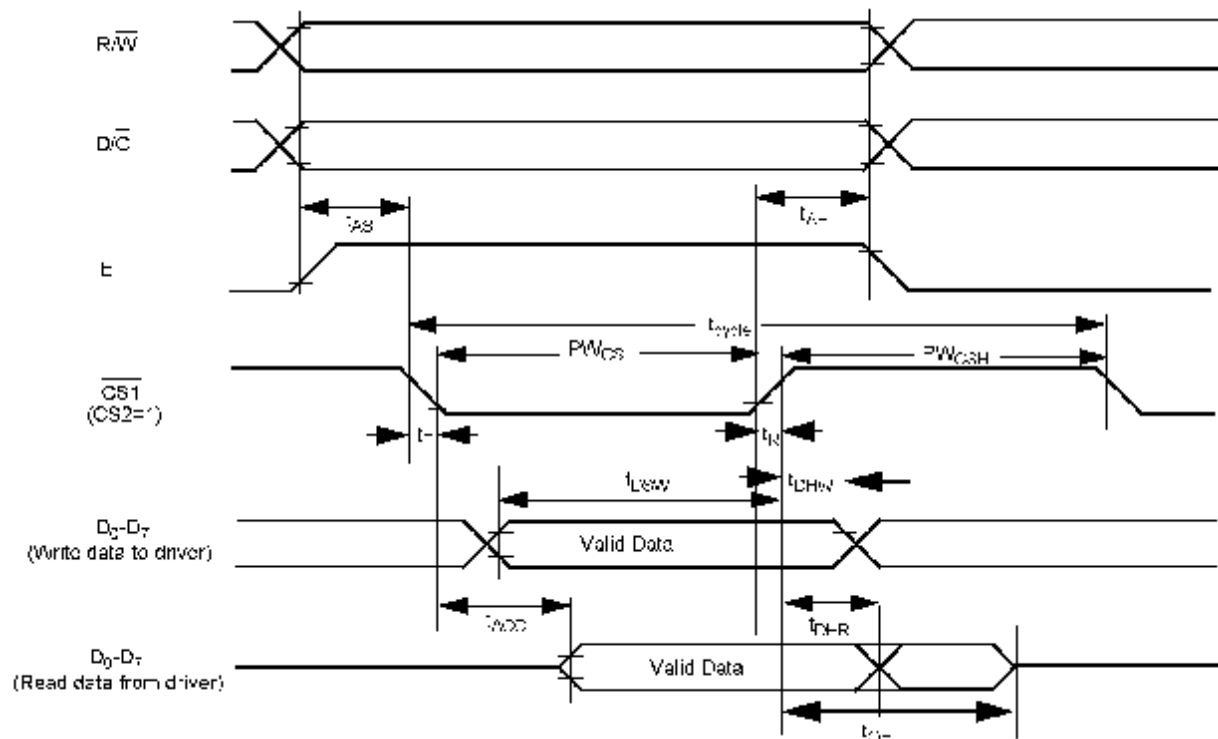 R/W̅
D/C̅
tAS
E
tcycle
PWCS
PWCSH
C̅S̅1̅
(CS2=1)
tR
tDSW
tDHW
D0-D7
(Write data to driver)
Valid Data
tACC
tDHR
D0-D7
(Read data from driver)
Valid Data